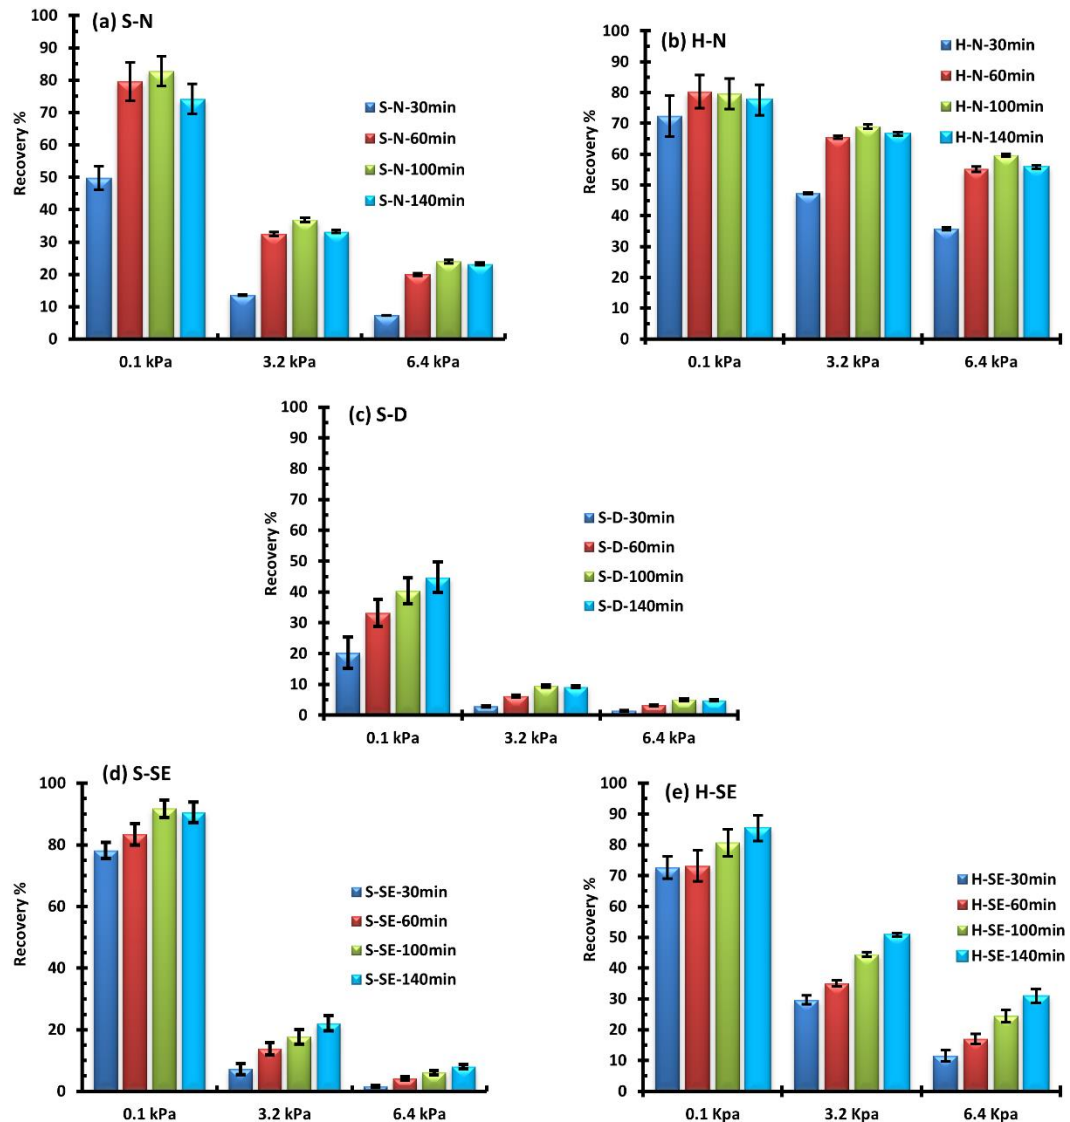 (a) S-N
Recovery %
100
90
80
70
60
50
40
30
20
10
0
0.1 kPa 3.2 kPa 6.4 kPa
S-N-30min
S-N-60min
S-N-100min
S-N-140min
(b) H-N
Recovery %
100
90
80
70
60
50
40
30
20
10
0
0.1 kPa 3.2 kPa 6.4 kPa
H-N-30min
H-N-60min
H-N-100min
H-N-140min
(c) S-D
Recovery %
100
90
80
70
60
50
40
30
20
10
0
0.1 kPa 3.2 kPa 6.4 kPa
S-D-30min
S-D-60min
S-D-100min
S-D-140min
(d) S-SE
Recovery %
100
80
60
40
20
0
0.1 kPa 3.2 kPa 6.4 kPa
S-SE-30min
S-SE-60min
S-SE-100min
S-SE-140min
(e) H-SE
Recovery %
100
90
80
70
60
50
40
30
20
10
0
0.1 Kpa 3.2 Kpa 6.4 Kpa
H-SE-30min
H-SE-60min
H-SE-100min
H-SE-140min